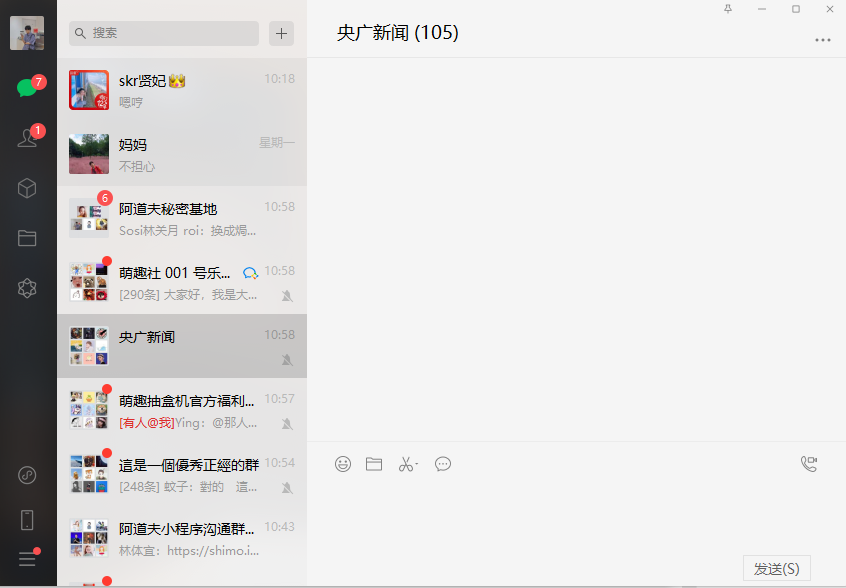 搜索
7
1
skr贤妃 10:18
嗯哼
妈妈 星期一
不担心
6
阿道夫秘密基地 10:58
Sosi林关月 roi：换成焗...
萌趣社 001 号乐... 10:58
[290条] 大家好，我是大...
央广新闻 10:58
萌趣抽盒机官方福利... 10:57
[有人@我]Ying：@那人...
這是一個優秀正經的群 10:54
[248条] 蚊子：對的 這...
阿道夫小程序沟通群... 10:43
林体宜：https://shimo.i...
央广新闻 (105)
发送(S)